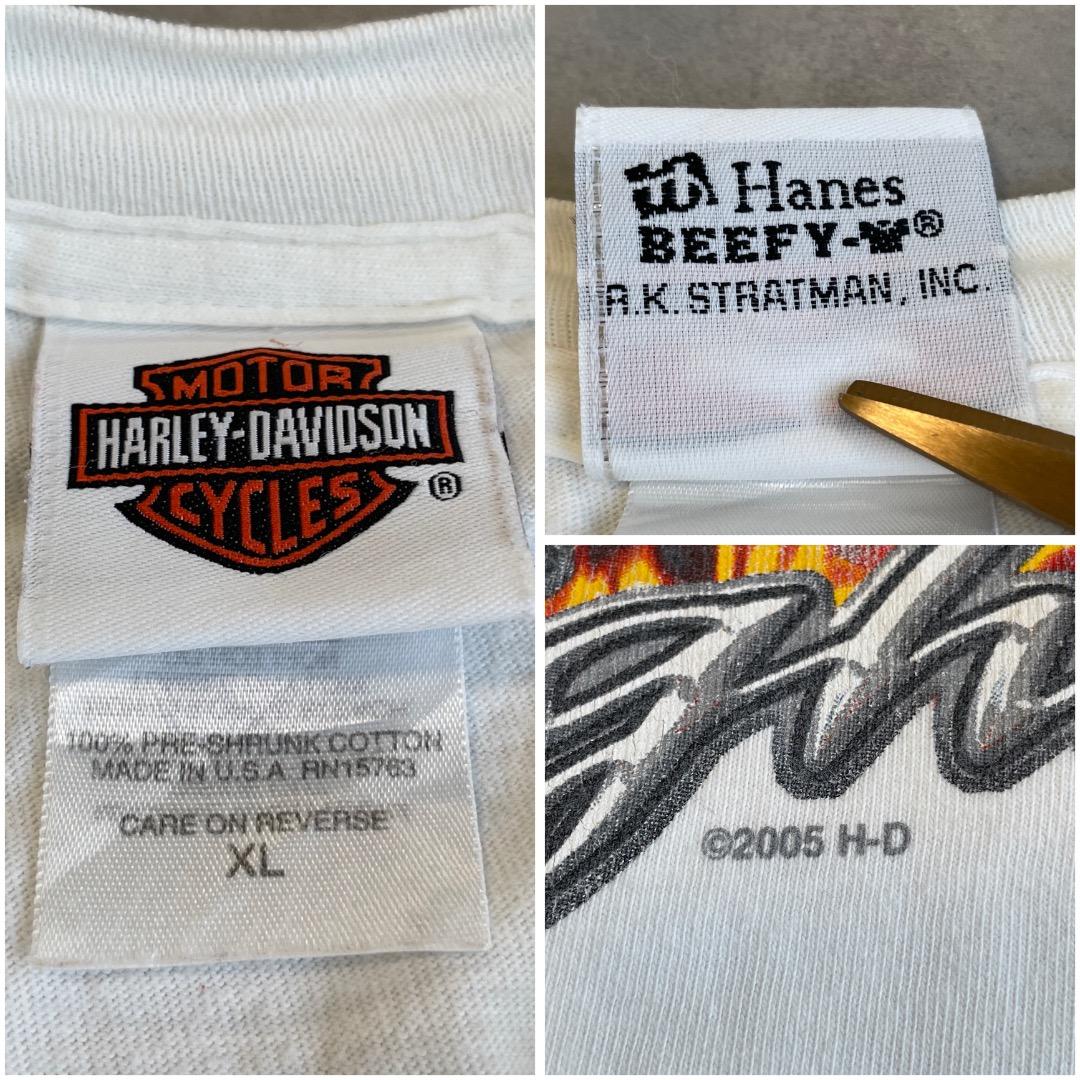 MOTOR
HARLEY-DAVIDSON
CYCLES
®
100% PRE-SHRUNK COTTON
MADE IN U.S.A RN15763
CARE ON REVERSE
XL
Hanes
BEEFY-®
R.K. STRATMAN, INC.
©2005 H-D